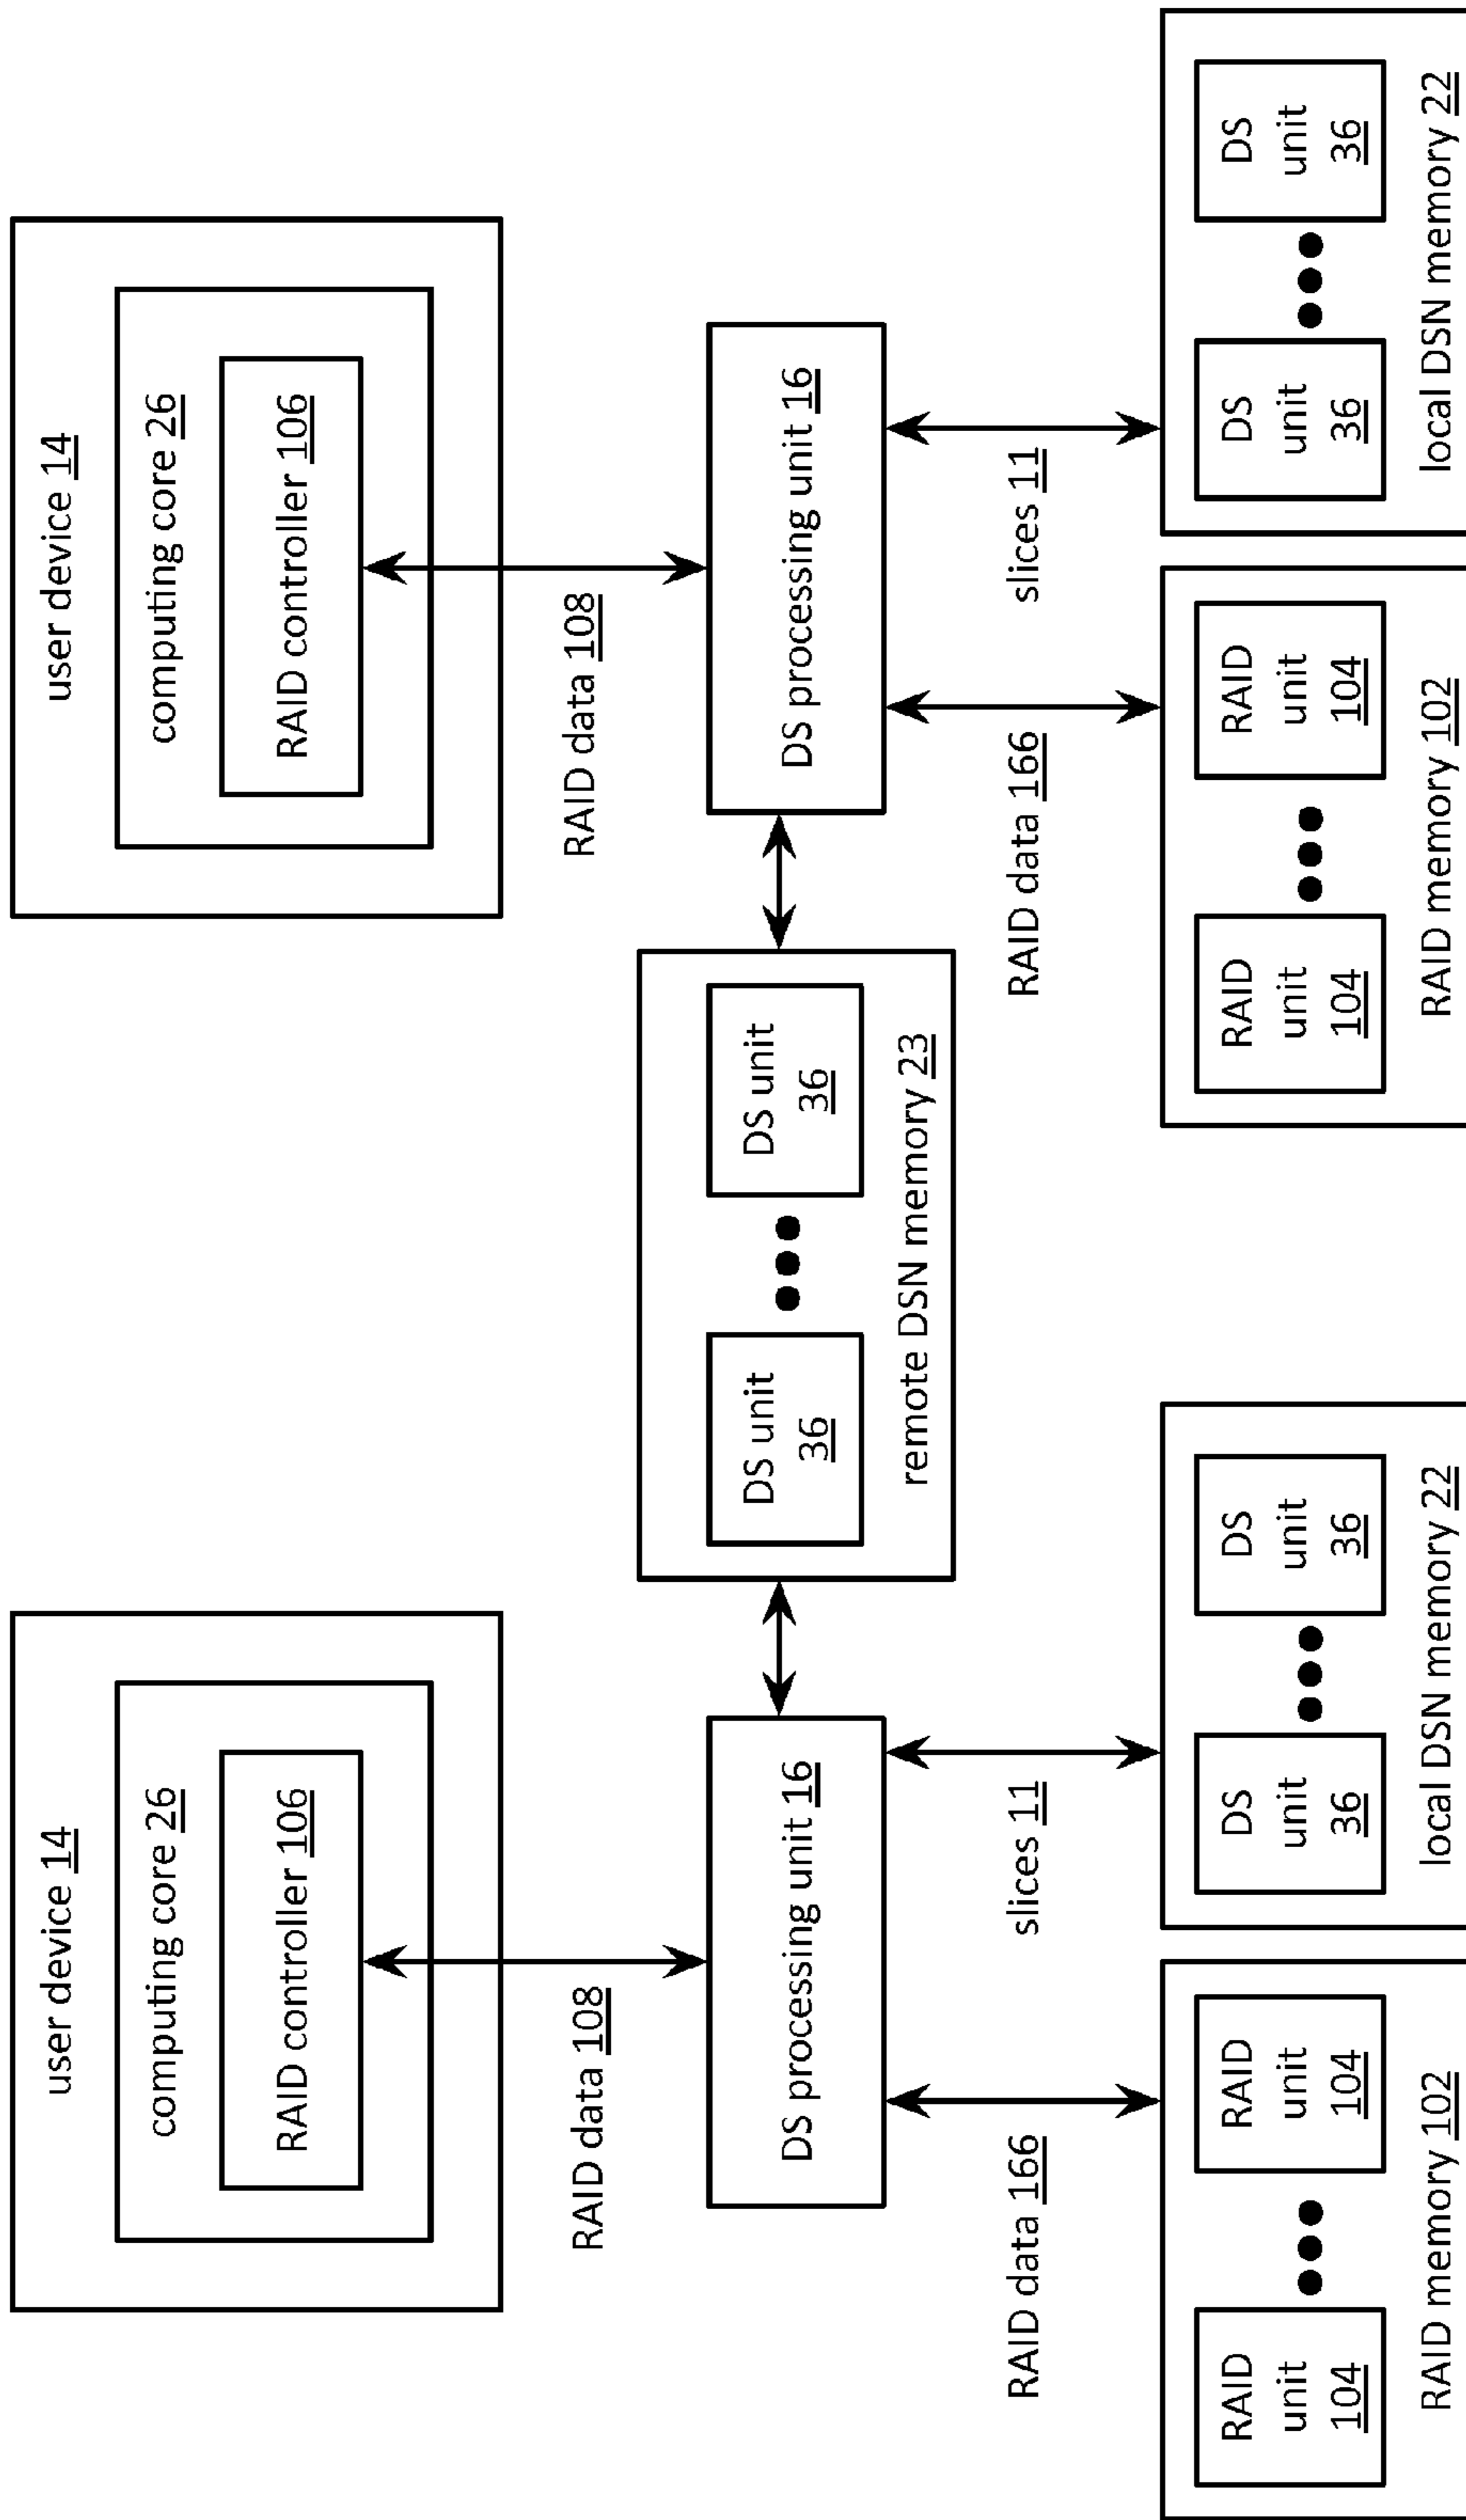 user device 14
computing core 26
RAID controller 106
RAID data 108
DS processing unit 16
RAID data 166
slices 11
RAID
unit
104
RAID
unit
104
RAID memory 102
DS
unit
36
DS
unit
36
local DSN memory 22
DS unit
36
DS unit
36
remote DSN memory 23
user device 14
computing core 26
RAID controller 106
RAID data 108
DS processing unit 16
RAID data 166
slices 11
RAID
unit
104
RAID
unit
104
RAID memory 102
DS
unit
36
DS
unit
36
local DSN memory 22